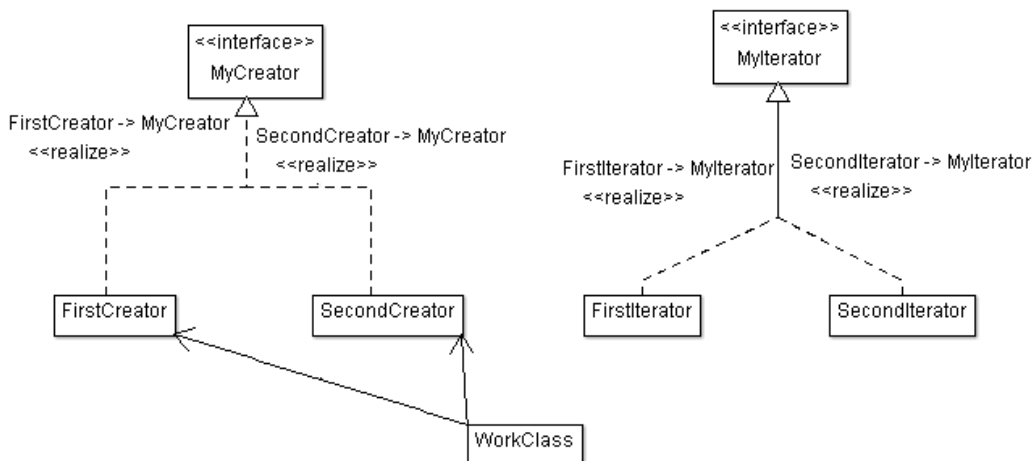 <<interface>>
MyCreator
FirstCreator -> MyCreator
<<realize>>
SecondCreator -> MyCreator
<<realize>>
FirstCreator
SecondCreator
WorkClass
<<interface>>
MyIterator
FirstIterator -> MyIterator
<<realize>>
SecondIterator -> MyIterator
<<realize>>
FirstIterator
SecondIterator